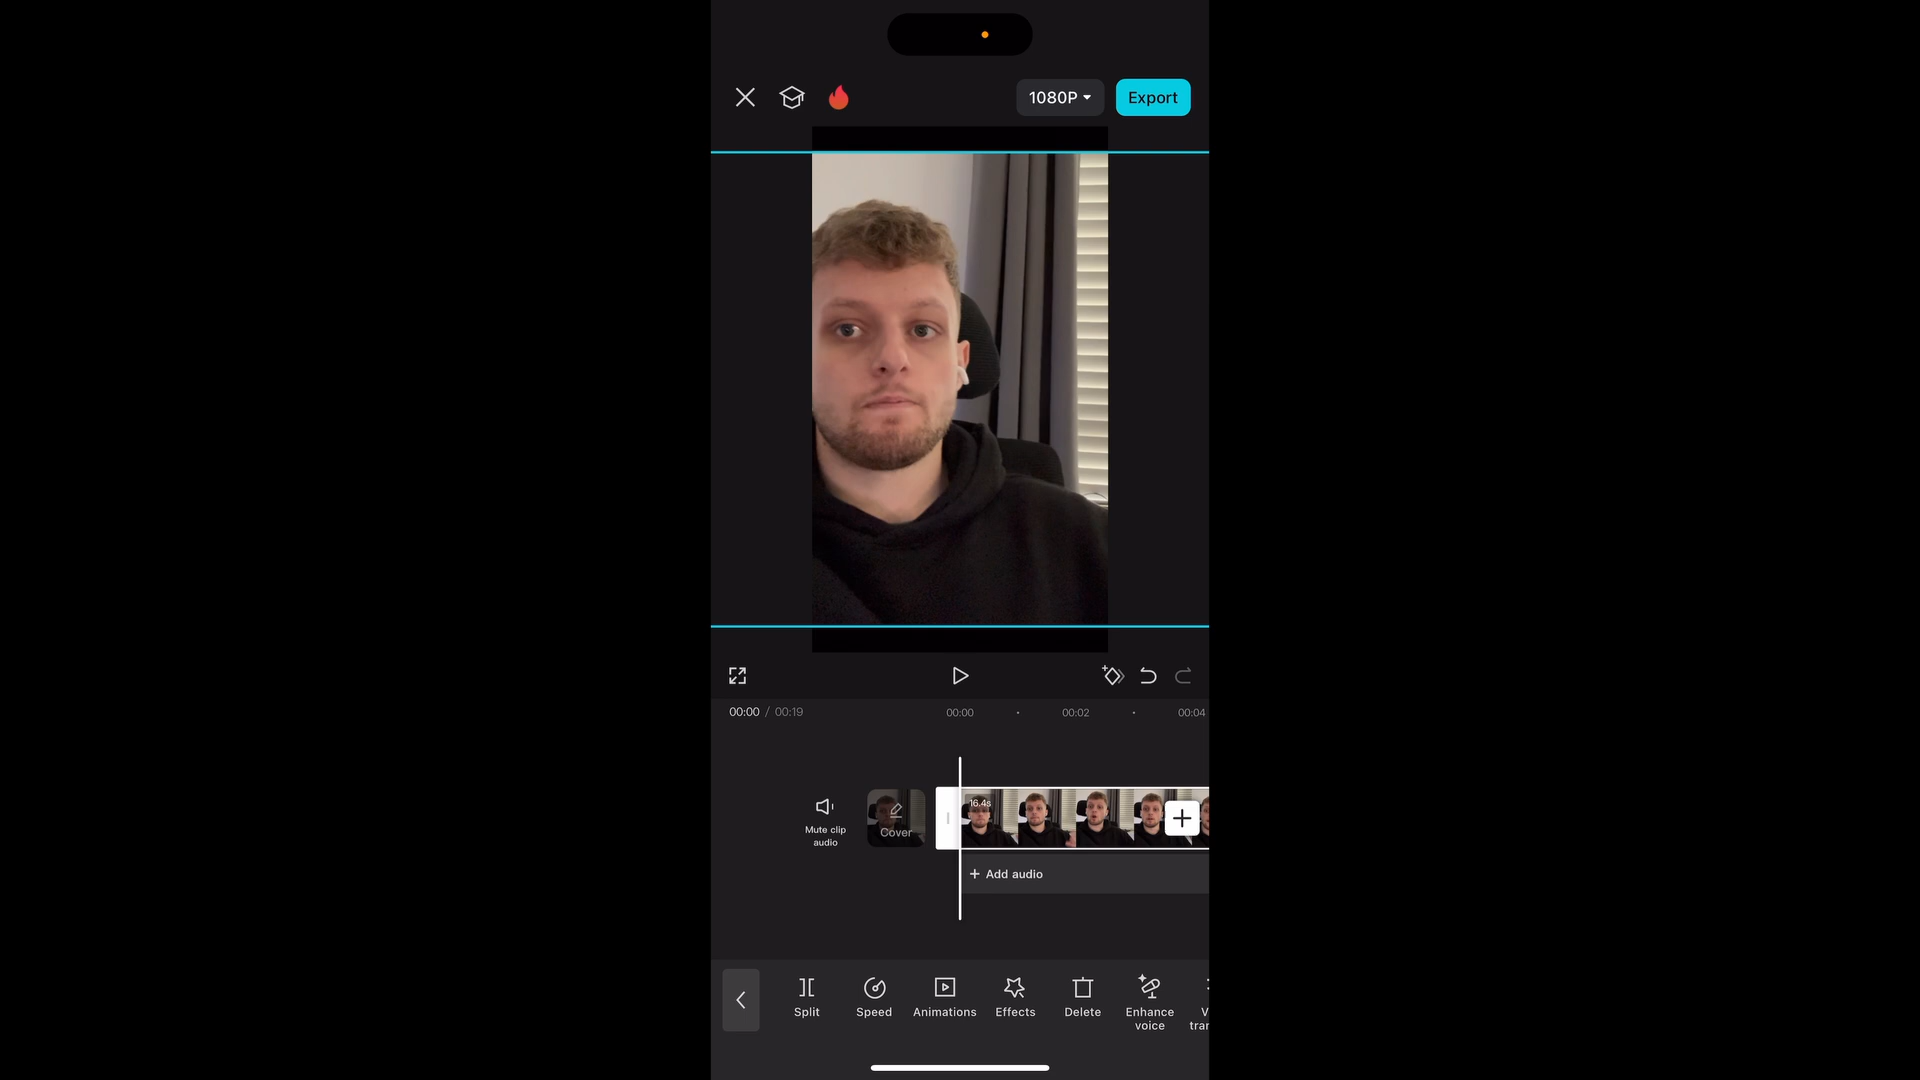 1080P
Export
00:00 / 00:19
00:00
00:02
00:04
16.4s
Mute clip
audio
Cover
Add audio
Split
Speed
Animations
Effects
Delete
Enhance
voice
V
tran